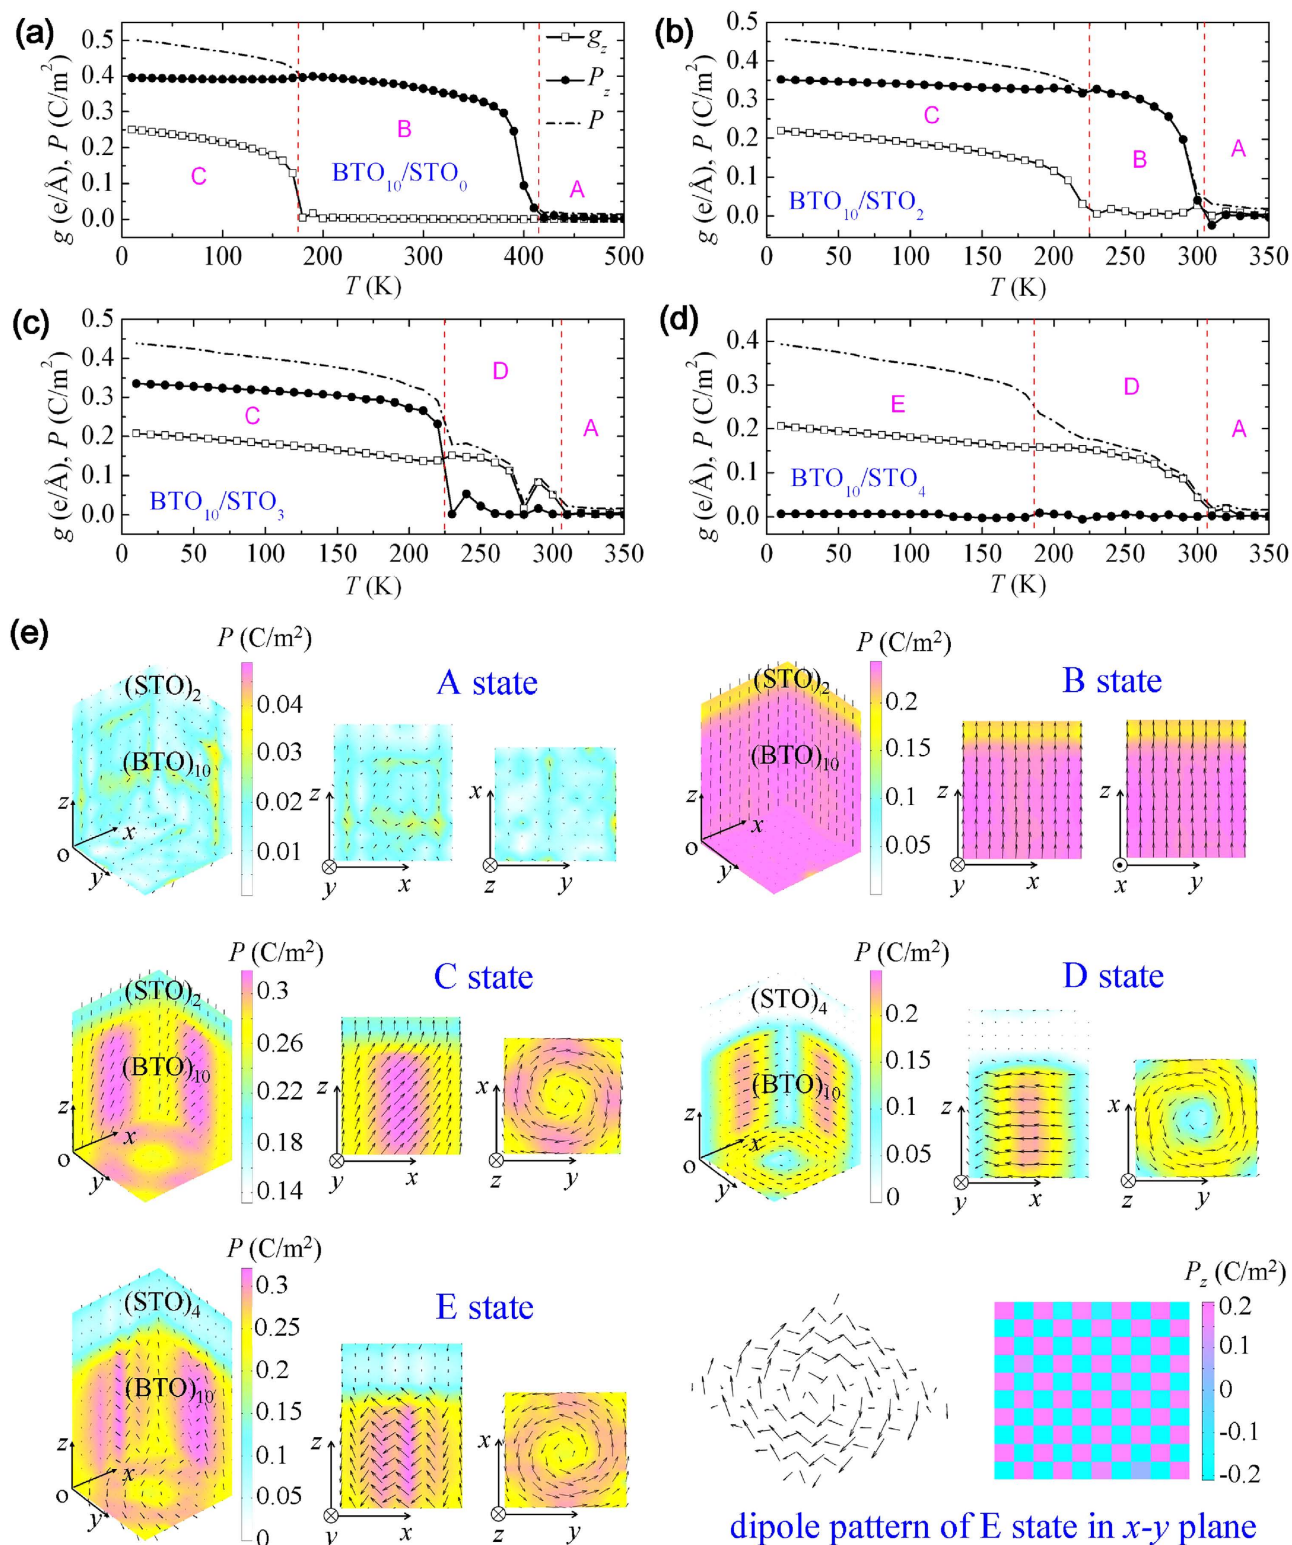 (a)
0.5
0.4
0.3
0.2
0.1
0.0
g (e/Å), P (C/m²)
g_z
P_z
P
C
B
A
BTO₁₀/STO₀
0 100 200 300 400 500
T (K)
(b)
0.5
0.4
0.3
0.2
0.1
0.0
g (e/Å), P (C/m²)
C
B
A
BTO₁₀/STO₂
0 50 100 150 200 250 300 350
T (K)
(c)
0.5
0.4
0.3
0.2
0.1
0.0
g (e/Å), P (C/m²)
C
D
A
BTO₁₀/STO₃
0 50 100 150 200 250 300 350
T (K)
(d)
0.4
0.3
0.2
0.1
0.0
g (e/Å), P (C/m²)
E
D
A
BTO₁₀/STO₄
0 50 100 150 200 250 300 350
T (K)
(e)
P (C/m²)
(STO)₂
(BTO)₁₀
z
x
o
y
0.04
0.03
0.02
0.01
A state
z
y
x
x
z
y
P (C/m²)
(STO)₂
(BTO)₁₀
z
x
o
y
0.2
0.15
0.1
0.05
B state
z
y
x
z
x
y
P (C/m²)
(STO)₂
(BTO)₁₀
z
x
o
y
0.3
0.26
0.22
0.18
0.14
C state
z
y
x
x
z
y
P (C/m²)
(STO)₄
(BTO)₁₀
z
x
o
y
0.2
0.15
0.1
0.05
0
D state
z
y
x
x
z
y
P (C/m²)
(STO)₄
(BTO)₁₀
z
x
o
y
0.3
0.25
0.2
0.15
0.1
0.05
0
E state
z
y
x
x
z
y
P_z (C/m²)
0.2
0.1
0
-0.1
-0.2
dipole pattern of E state in x-y plane